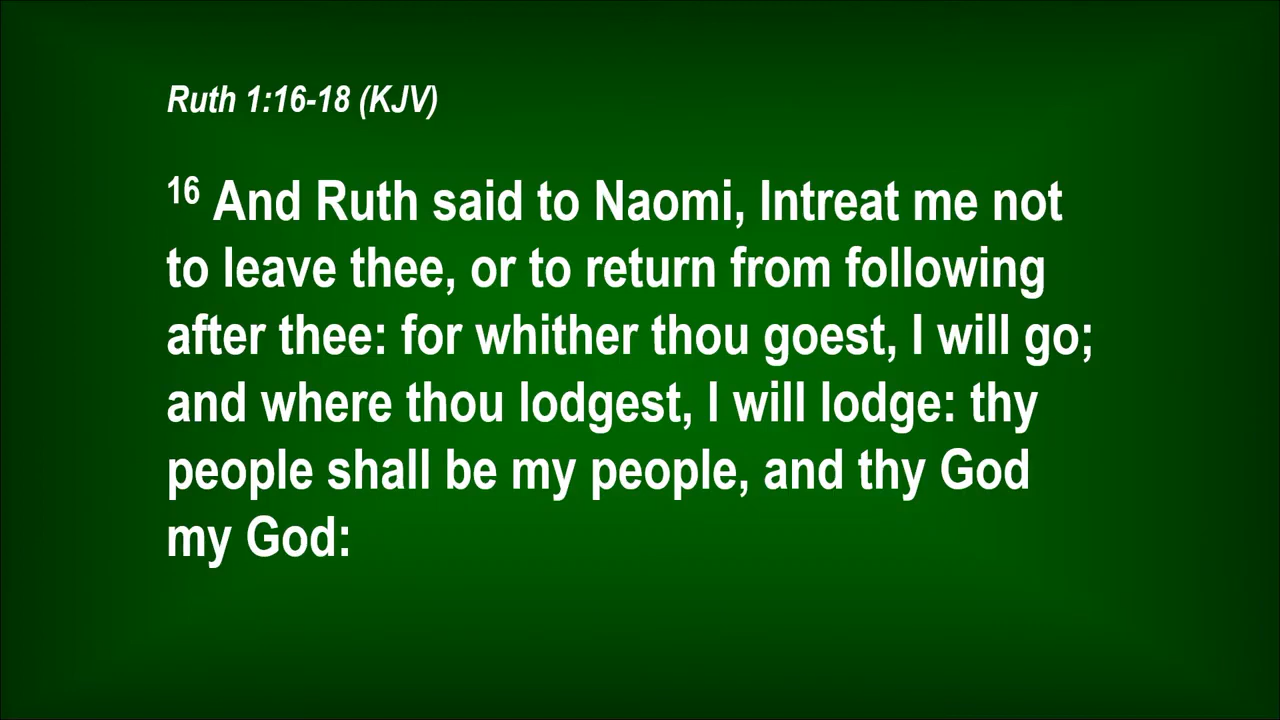 Ruth 1:16-18 (KJV)
16 And Ruth said to Naomi, Intreat me not
to leave thee, or to return from following
after thee: for whither thou goest, I will go;
and where thou lodgest, I will lodge: thy
people shall be my people, and thy God
my God: